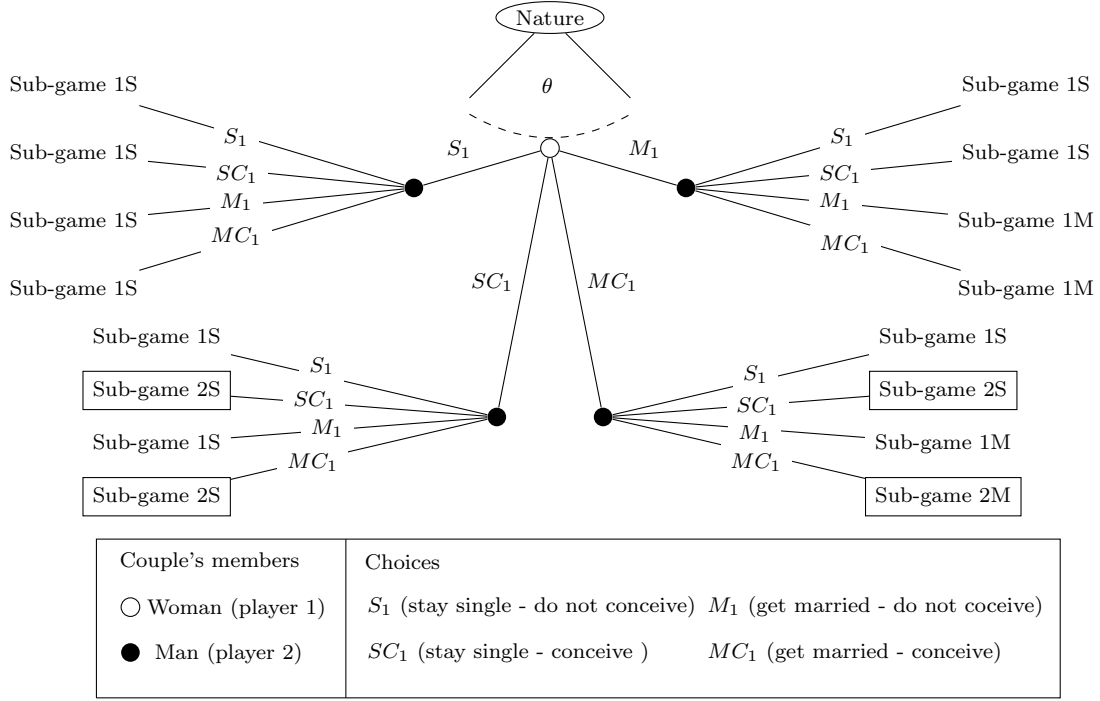 Nature
θ
Sub-game 1S
Sub-game 1S
Sub-game 1S
Sub-game 1S
S₁
SC₁
M₁
MC₁
S₁
M₁
S₁
SC₁
M₁
MC₁
Sub-game 1S
Sub-game 1S
Sub-game 1M
Sub-game 1M
SC₁
MC₁
Sub-game 1S
Sub-game 2S
Sub-game 1S
Sub-game 2S
S₁
SC₁
M₁
MC₁
S₁
SC₁
M₁
MC₁
Sub-game 1S
Sub-game 2S
Sub-game 1M
Sub-game 2M
Couple's members
Woman (player 1)
Man (player 2)
Choices
S₁ (stay single - do not conceive) M₁ (get married - do not coceive)
SC₁ (stay single - conceive ) MC₁ (get married - conceive)